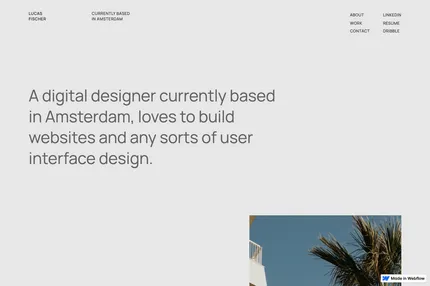 LUCAS
FISCHER
CURRENTLY BASED
IN AMSTERDAM
ABOUT
WORK
CONTACT
LINKEDIN
RESUME
DRIBBLE
A digital designer currently based
in Amsterdam, loves to build
websites and any sorts of user
interface design.
Made in Webflow